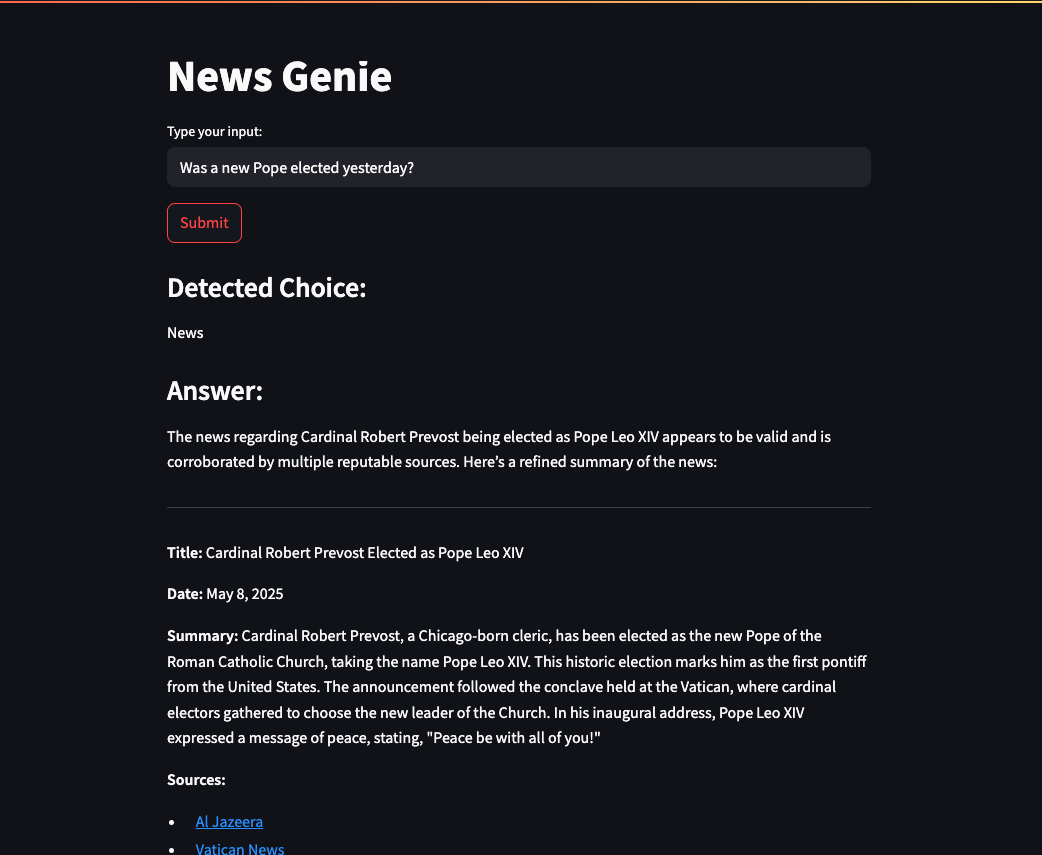 News Genie
Type your input:
Was a new Pope elected yesterday?
Submit
Detected Choice:
News
Answer:
The news regarding Cardinal Robert Prevost being elected as Pope Leo XIV appears to be valid and is
corroborated by multiple reputable sources. Here’s a refined summary of the news:
Title: Cardinal Robert Prevost Elected as Pope Leo XIV
Date: May 8, 2025
Summary: Cardinal Robert Prevost, a Chicago-born cleric, has been elected as the new Pope of the
Roman Catholic Church, taking the name Pope Leo XIV. This historic election marks him as the first pontiff
from the United States. The announcement followed the conclave held at the Vatican, where cardinal
electors gathered to choose the new leader of the Church. In his inaugural address, Pope Leo XIV
expressed a message of peace, stating, "Peace be with all of you!"
Sources:
• Al Jazeera
• Vatican News